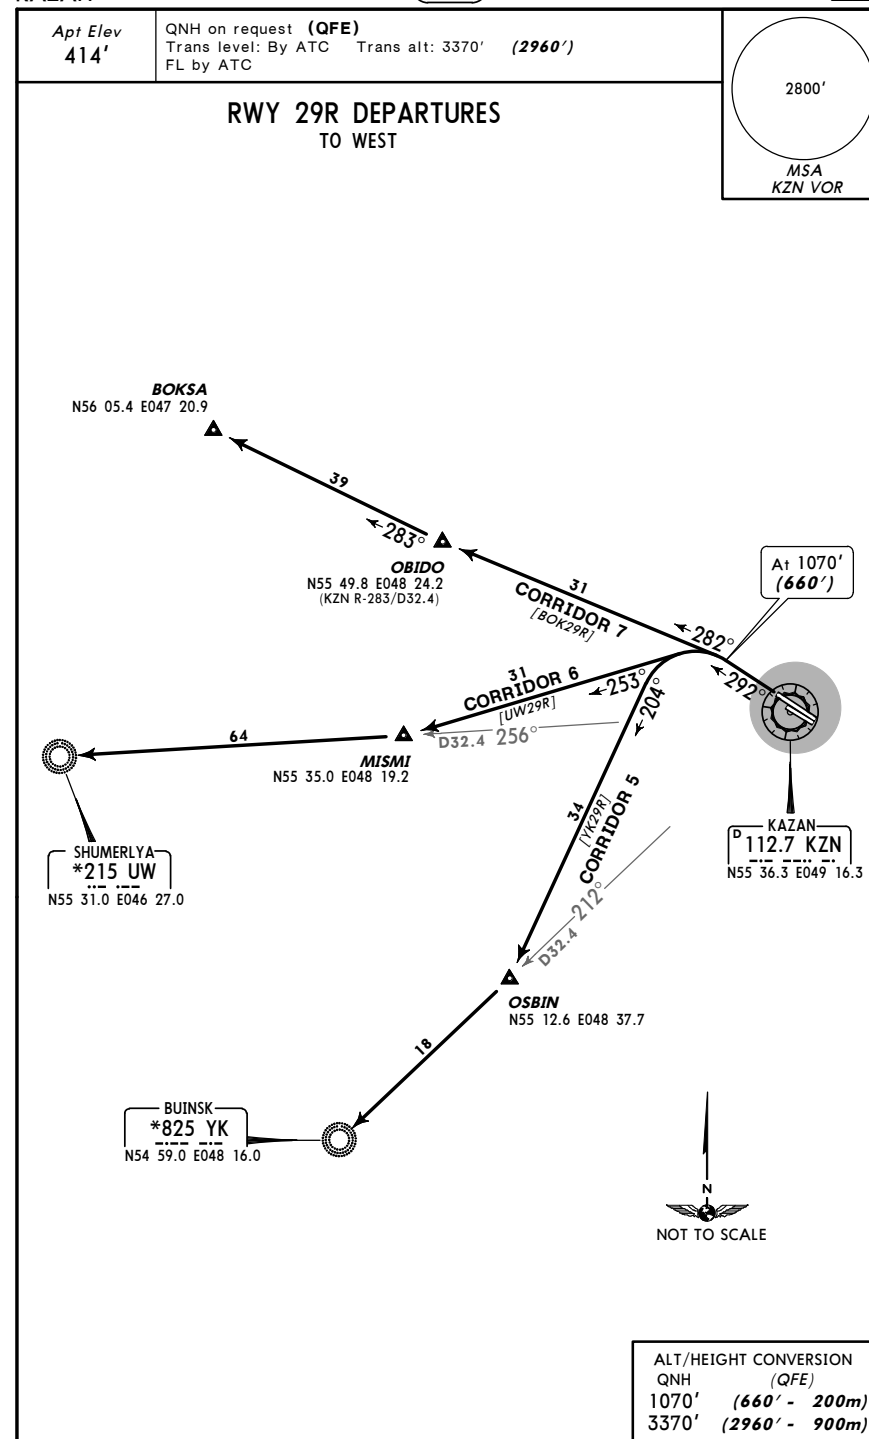 Apt Elev
414'
QNH on request (QFE)
Trans level: By ATC Trans alt: 3370' (2960')
FL by ATC
RWY 29R DEPARTURES
TO WEST
2800'
MSA
KZN VOR
BOKSA
N56 05.4 E047 20.9
39
283°
OBIDO
N55 49.8 E048 24.2
(KZN R-283/D32.4)
31
CORRIDOR 7
[BOK29R]
At 1070'
(660')
282°
292°
31
CORRIDOR 6
[UW29R]
253°
204°
D32.4 256°
64
MISMI
N55 35.0 E048 19.2
SHUMERLYA
*215 UW
N55 31.0 E046 27.0
34
[YK29R]
CORRIDOR 5
KAZAN
D 112.7 KZN
N55 36.3 E049 16.3
D32.4 212°
OSBIN
N55 12.6 E048 37.7
18
BUINSK
*825 YK
N54 59.0 E048 16.0
N
NOT TO SCALE
ALT/HEIGHT CONVERSION
QNH (QFE)
1070' (660' - 200m)
3370' (2960' - 900m)